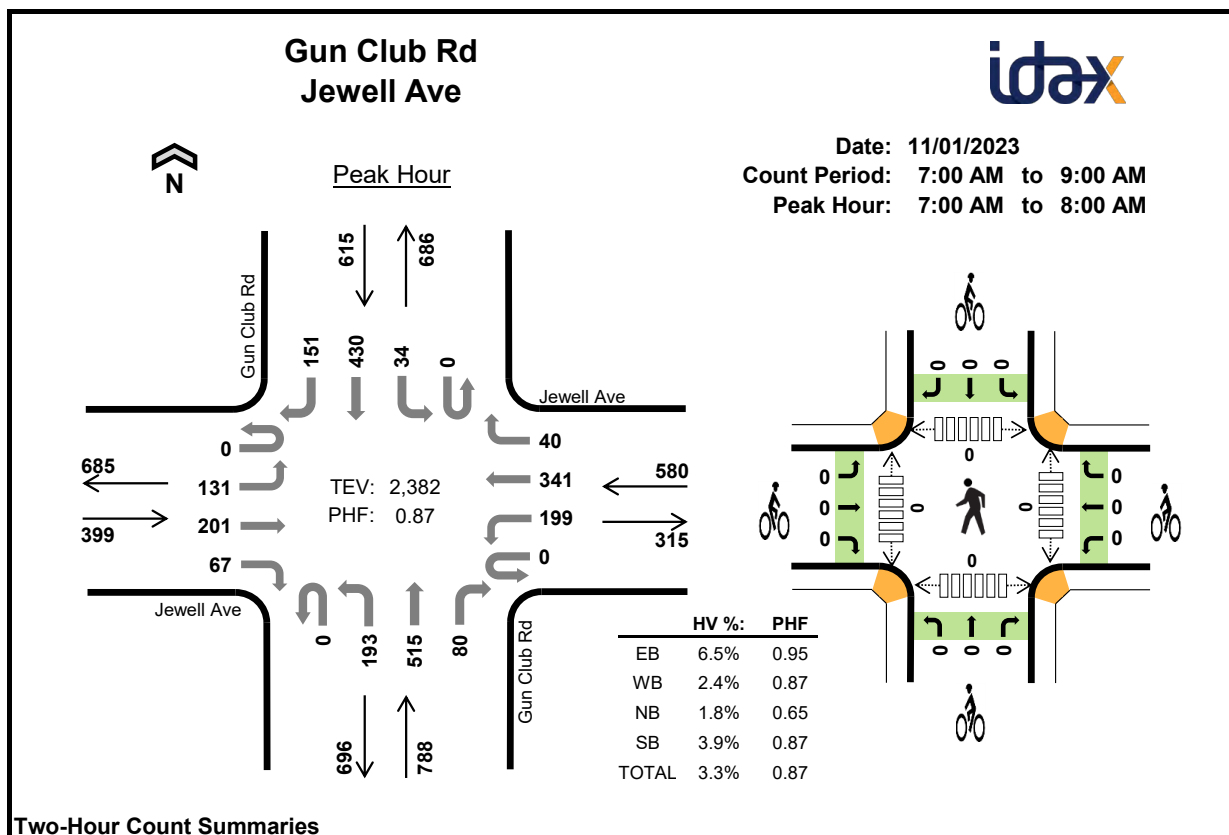 Gun Club Rd
Jewell Ave
idax
Date: 11/01/2023
Count Period: 7:00 AM to 9:00 AM
Peak Hour: 7:00 AM to 8:00 AM
N
Peak Hour
615
686
Gun Club Rd
151
430
34
0
Jewell Ave
0
131
201
67
685
399
TEV: 2,382
PHF: 0.87
40
341
199
0
580
315
Jewell Ave
0
193
515
80
Gun Club Rd
696
788
HV %: PHF
EB 6.5% 0.95
WB 2.4% 0.87
NB 1.8% 0.65
SB 3.9% 0.87
TOTAL 3.3% 0.87
0 0 0
0
0
0
0
0
0
0
0
0
0
0
0 0 0
Two-Hour Count Summaries